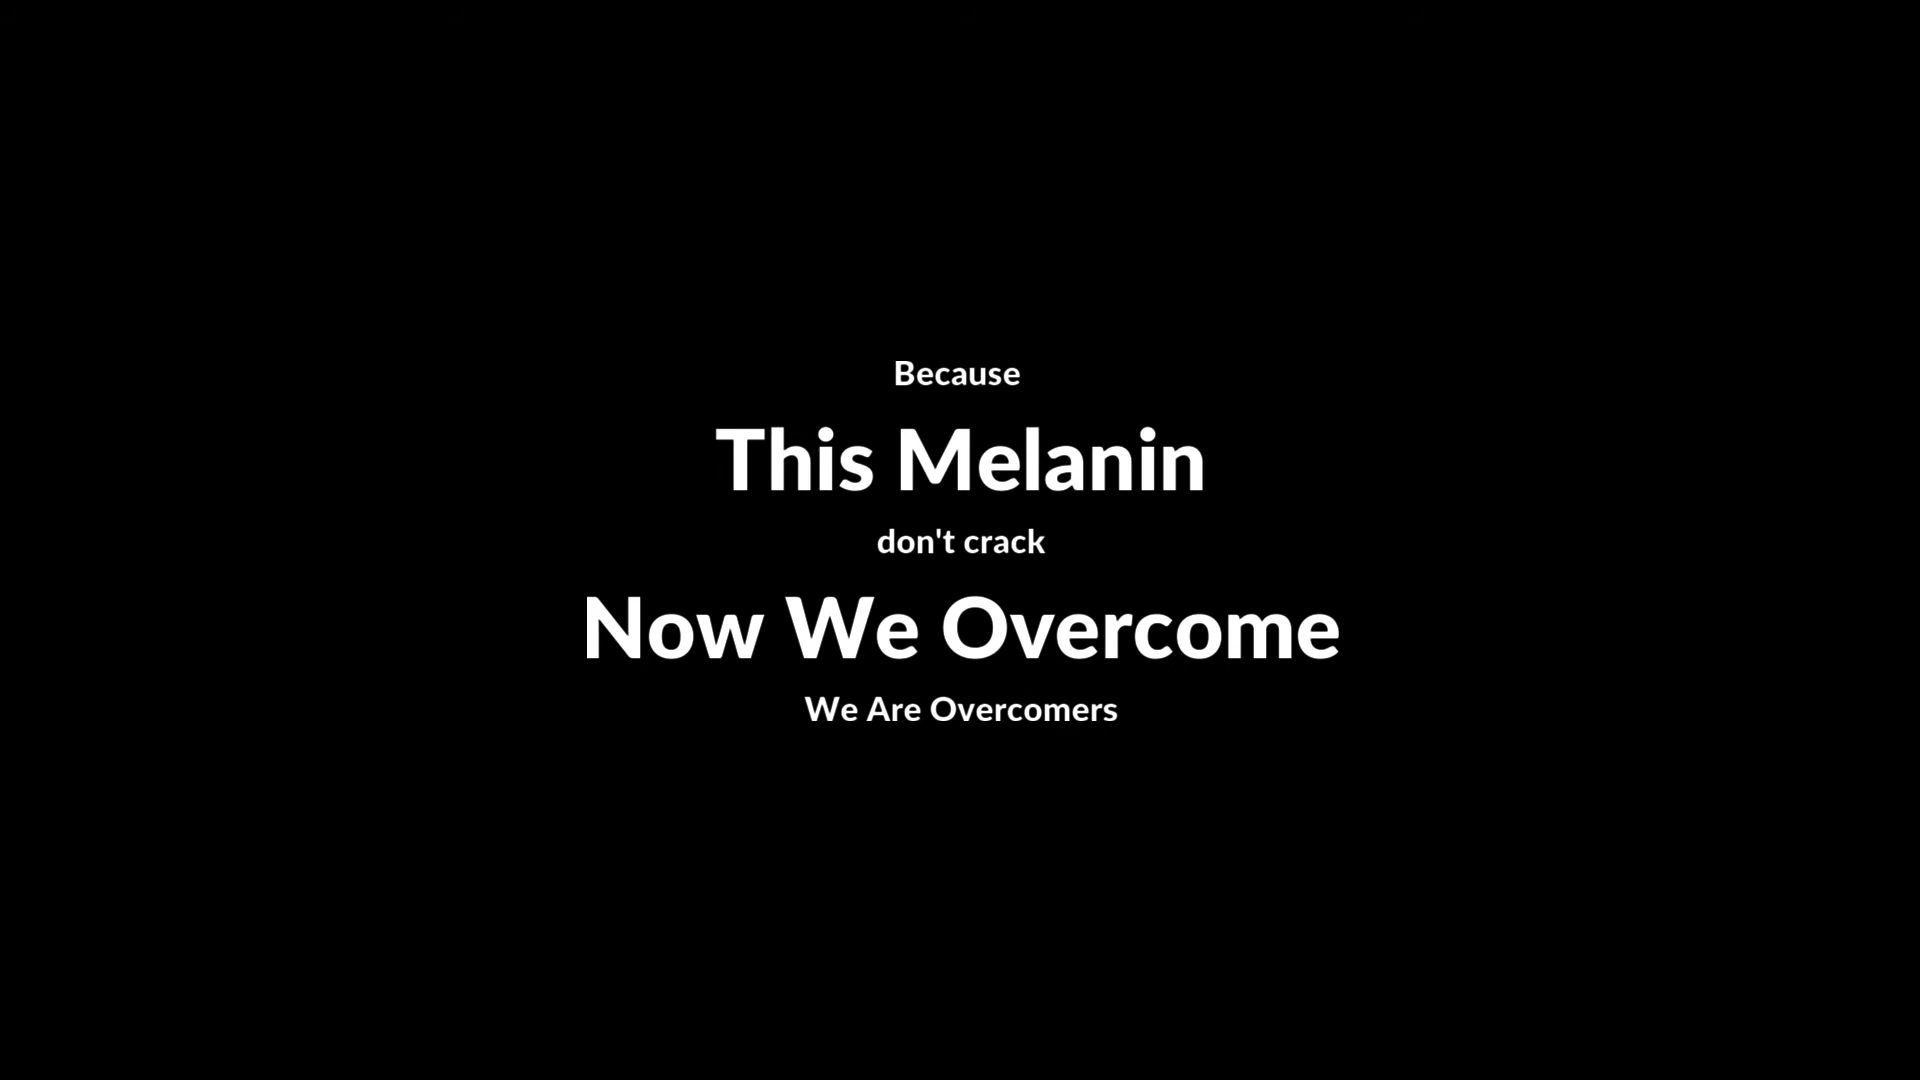 Because
This Melanin
don't crack
Now We Overcome
We Are Overcomers